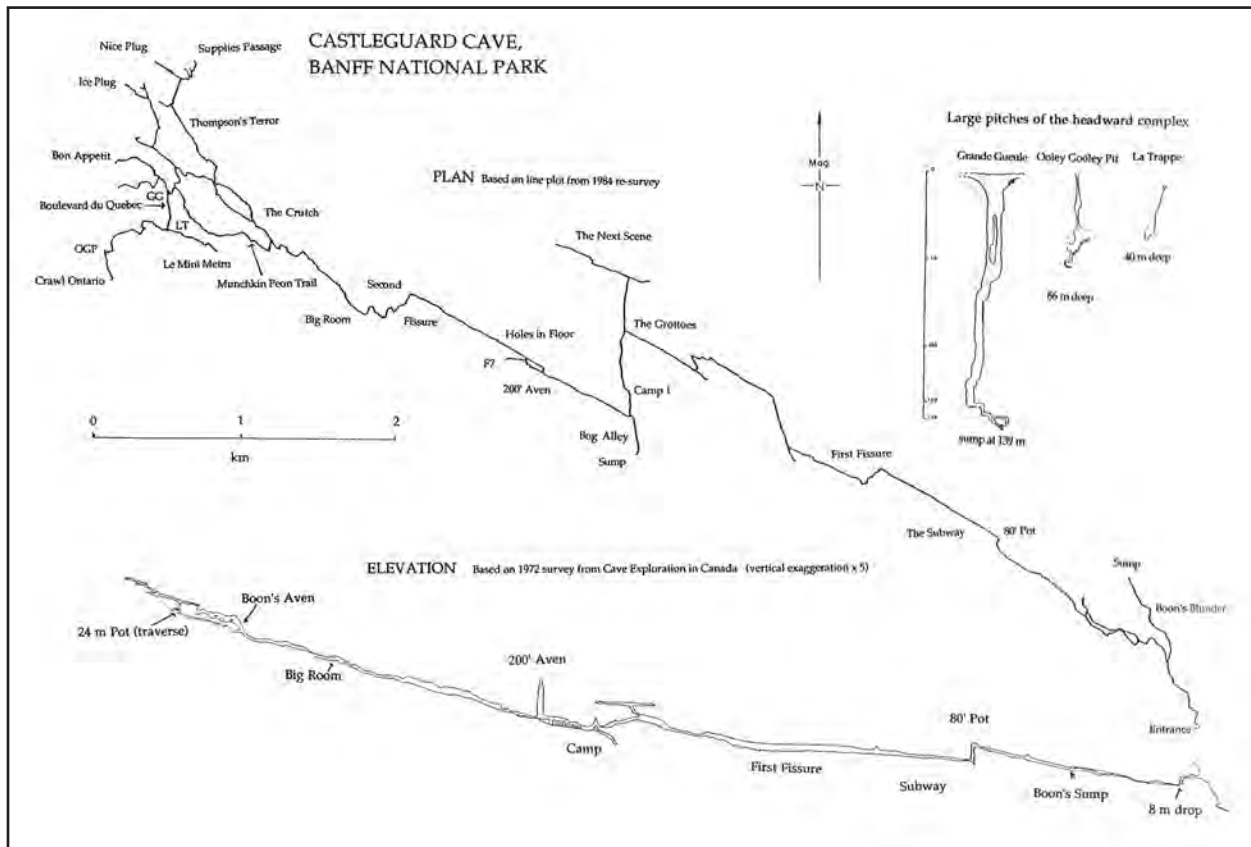 CASTLEGUARD CAVE,
BANFF NATIONAL PARK
Nice Plug
Supplies Passage
Ice Plug
Thompson's Terror
Bon Appetit
GG
Boulevard du Quebec
LT
The Crutch
OGP
Le Mini Metro
Crawl Ontario
Munchkin Peon Trail
PLAN Based on line plot from 1984 re-survey
Mag
N
Large pitches of the headward complex
Grande Gueule
Ooley Gooley Pit
La Trappe
0
40 m deep
86 m deep
sump at 139 m
The Next Scene
Second
Big Room
Fissure
The Grottoes
Holes in Floor
F7
200' Aven
Camp I
Bog Alley
Sump
0
1
2
km
First Fissure
The Subway
80' Pot
Sump
Boon's Blunder
Entrance
ELEVATION Based on 1972 survey from Cave Exploration in Canada (vertical exaggeration x 5)
Boon's Aven
24 m Pot (traverse)
Big Room
200' Aven
Camp
First Fissure
80' Pot
Subway
Boon's Sump
8 m drop